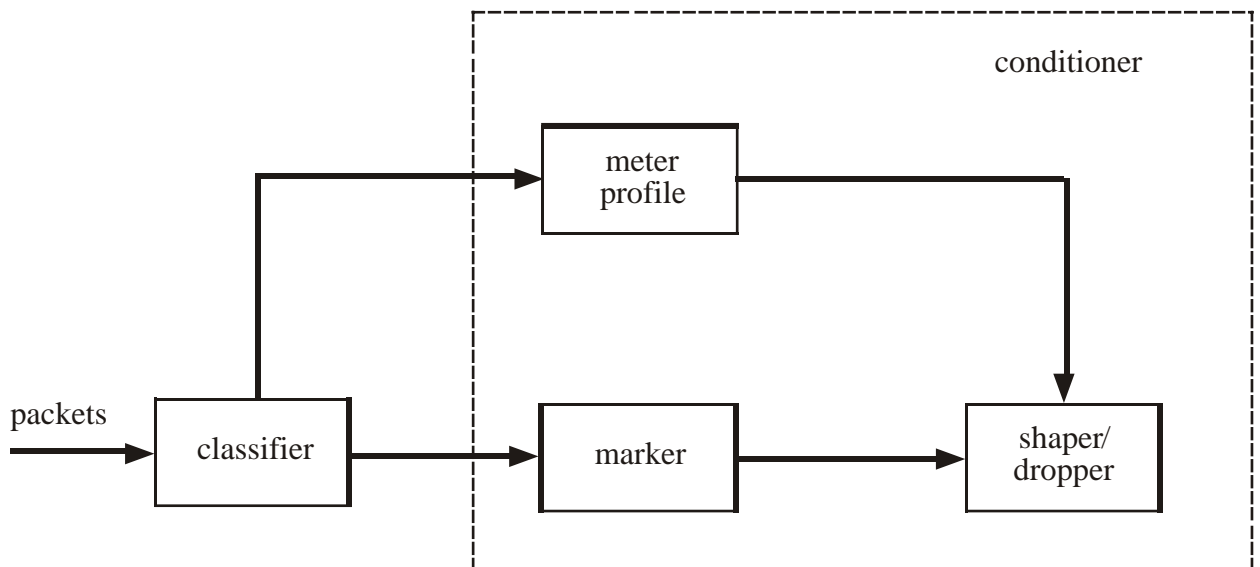 conditioner
meter
profile
packets
classifier
marker
shaper/
dropper